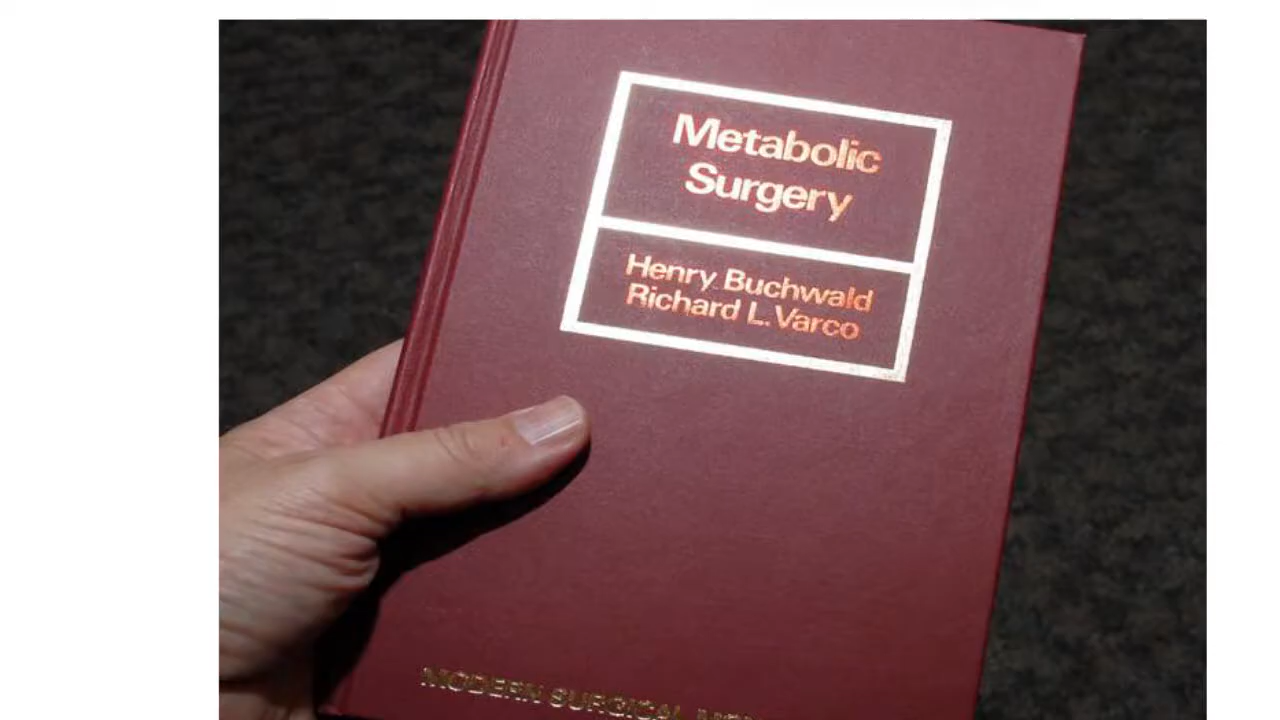 Metabolic
Surgery
Henry Buchwald
Richard L. Varco
MODERN SURGICAL